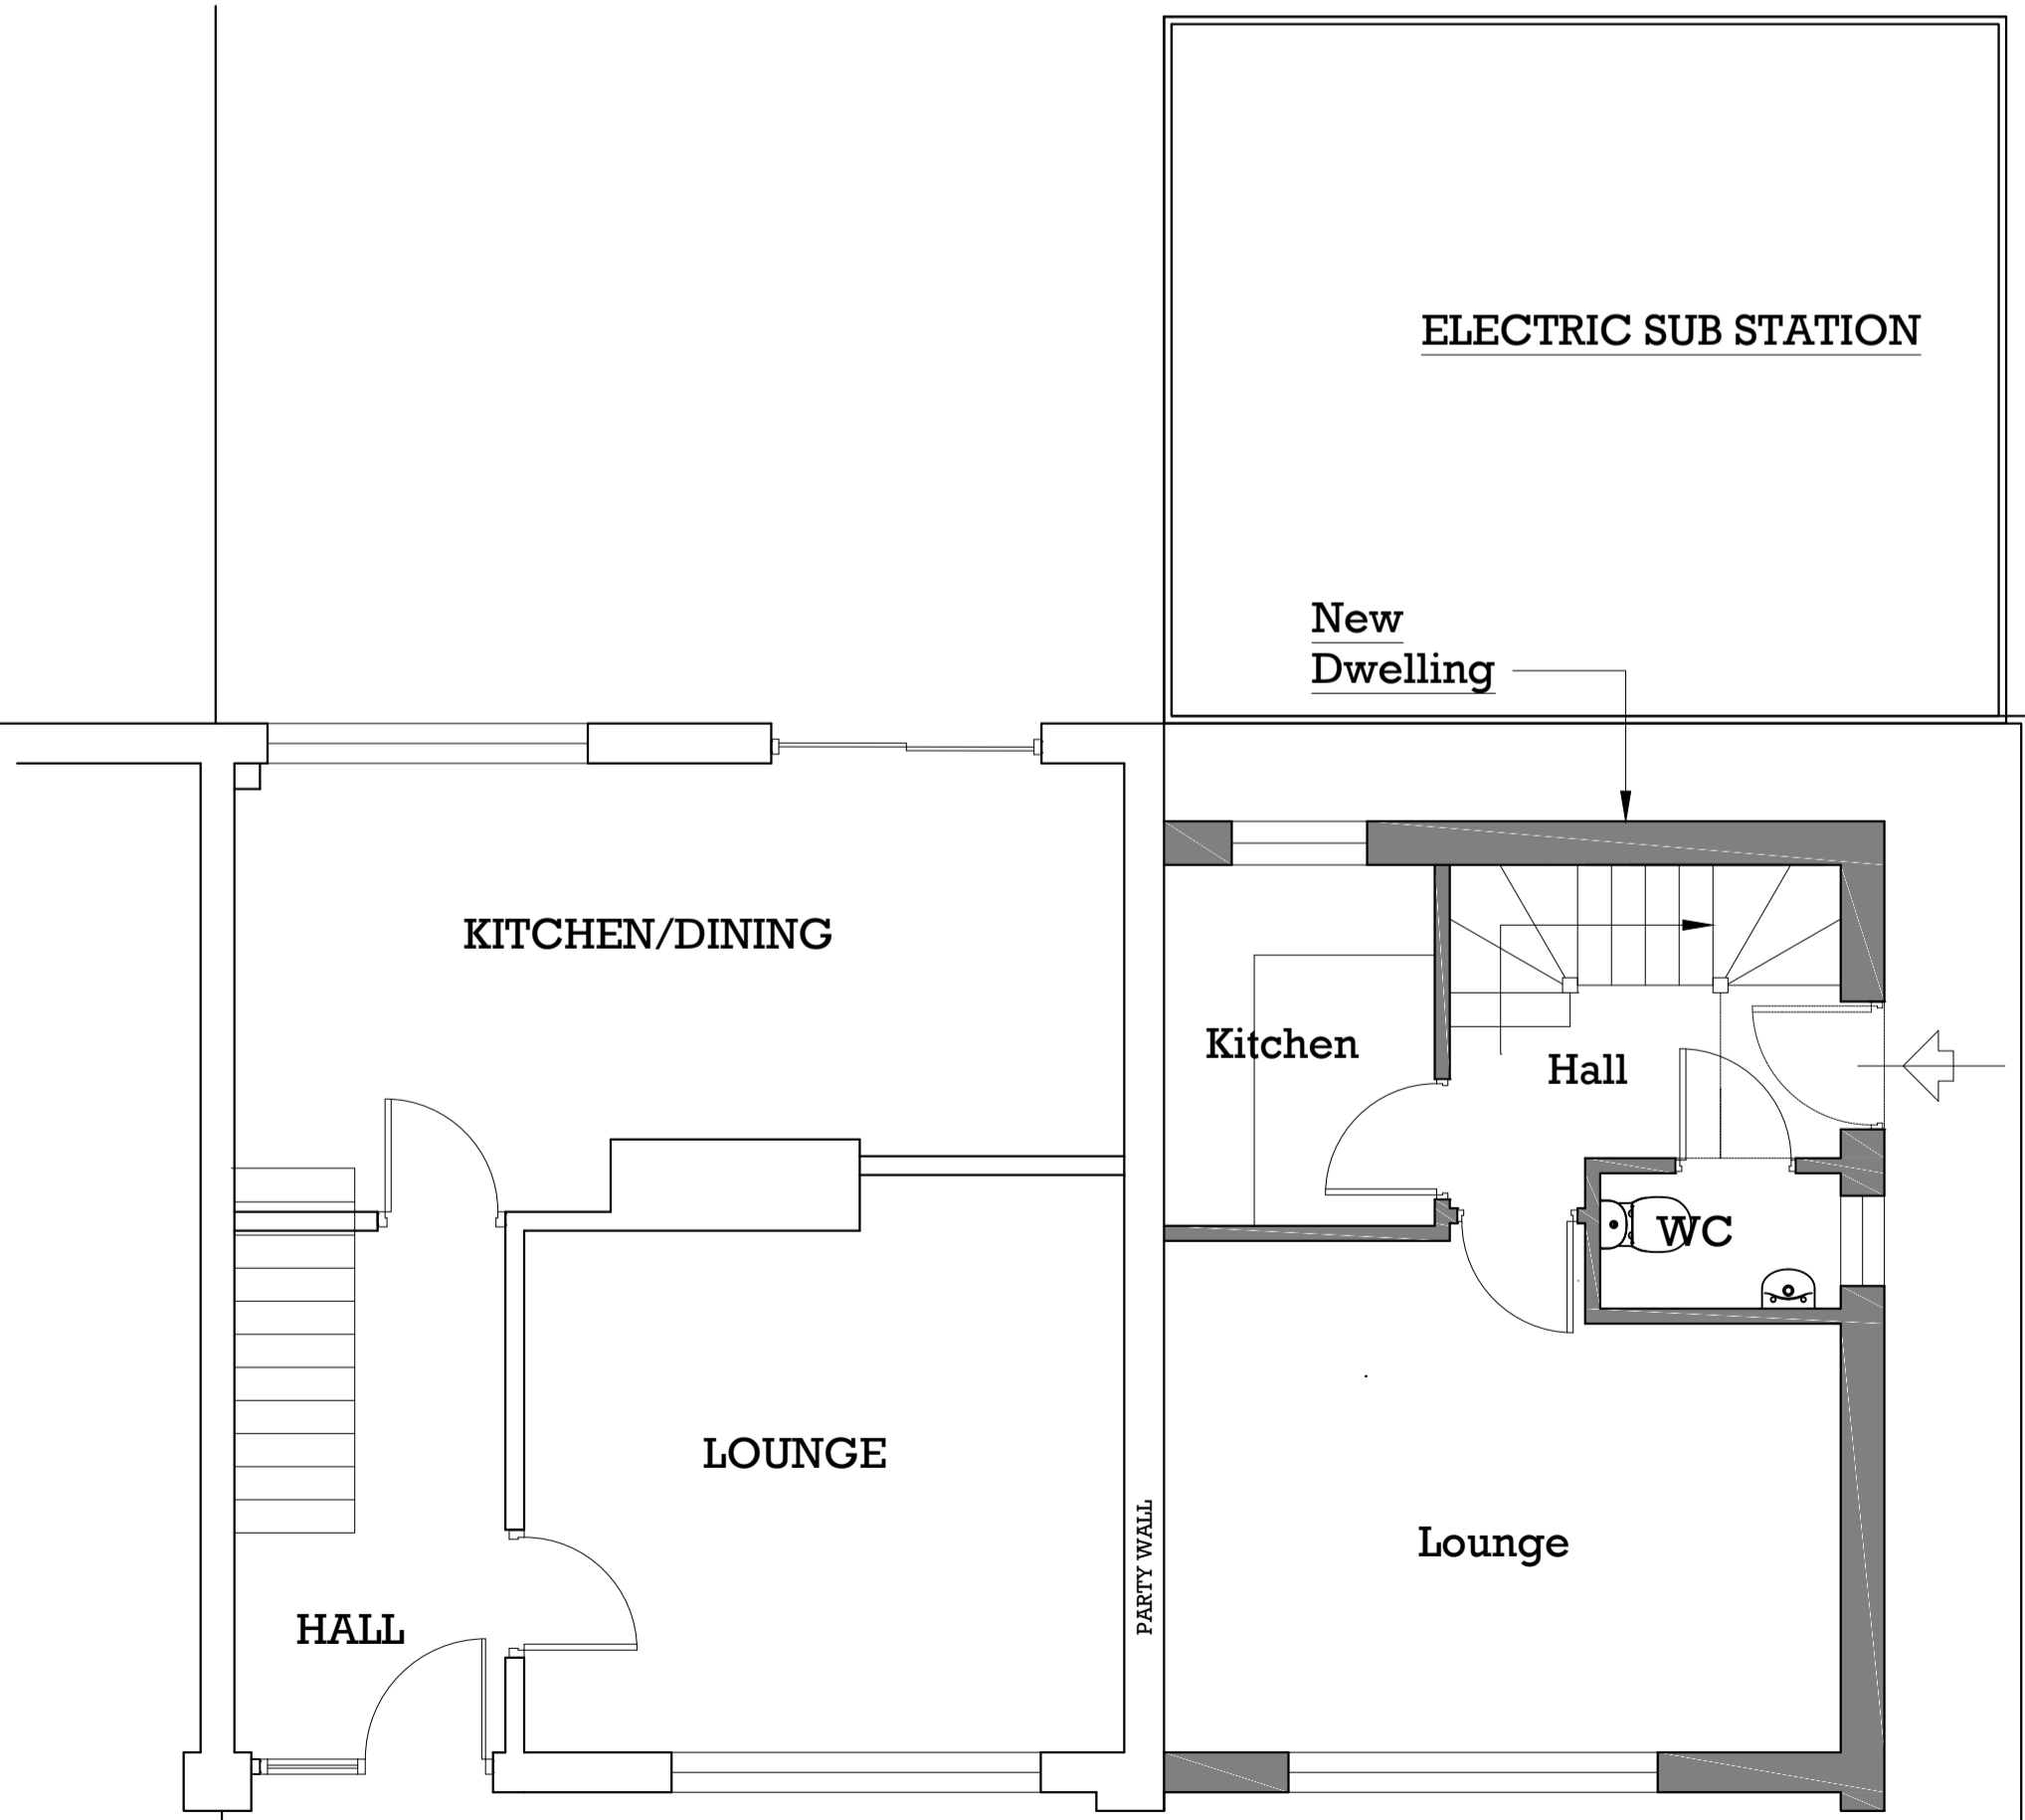 ELECTRIC SUB STATION
New
Dwelling
KITCHEN/DINING
Kitchen
Hall
WC
LOUNGE
PARTY WALL
Lounge
HALL